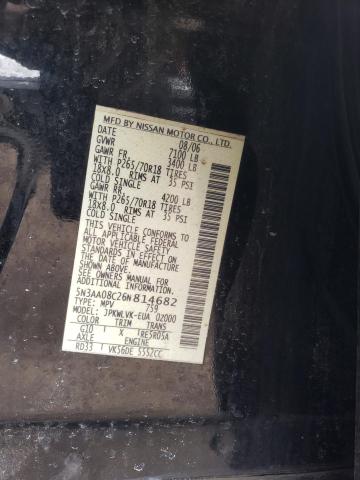 MFD BY NISSAN MOTOR CO., LTD.
DATE 08/06
GVWR 7100 LB
GAWR FR. 3400 LB
WITH P265/70R18 TIRES
18X8.0 RIMS AT 35 PSI
COLD SINGLE
GAWR RR. 4200 LB
WITH P265/70R18 TIRES
18X8.0 RIMS AT 35 PSI
COLD SINGLE
THIS VEHICLE CONFORMS TO
ALL APPLICABLE FEDERAL
MOTOR VEHICLE SAFETY
STANDARDS IN EFFECT ON
THE DATE OF MANUFACTURE
SHOWN ABOVE.
SEE OWNER'S MANUAL FOR
ADDITIONAL INFORMATION.
5N3AA08C26N814682
TYPE: MPV 759
MODEL: JPKWLVK-EUA 02000
COLOR TRIM TRANS
G10 X RE5R05A
AXLE ENGINE
RD33 VK56DE 5552CC